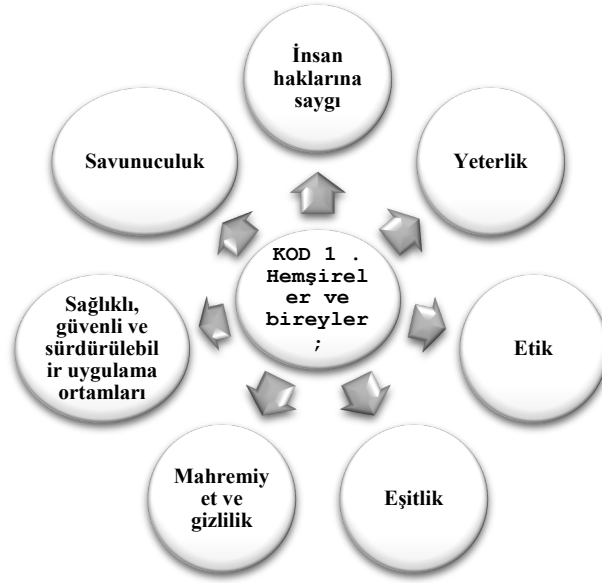 İnsan
haklarına
saygı
Yeterlik
Etik
Eşitlik
Mahremiy
et ve
gizlilik
Sağlıklı,
güvenli ve
sürdürülebil
ir uygulama
ortamları
Savunuculuk
KOD 1 .
Hemşirel
er ve
bireyler
;